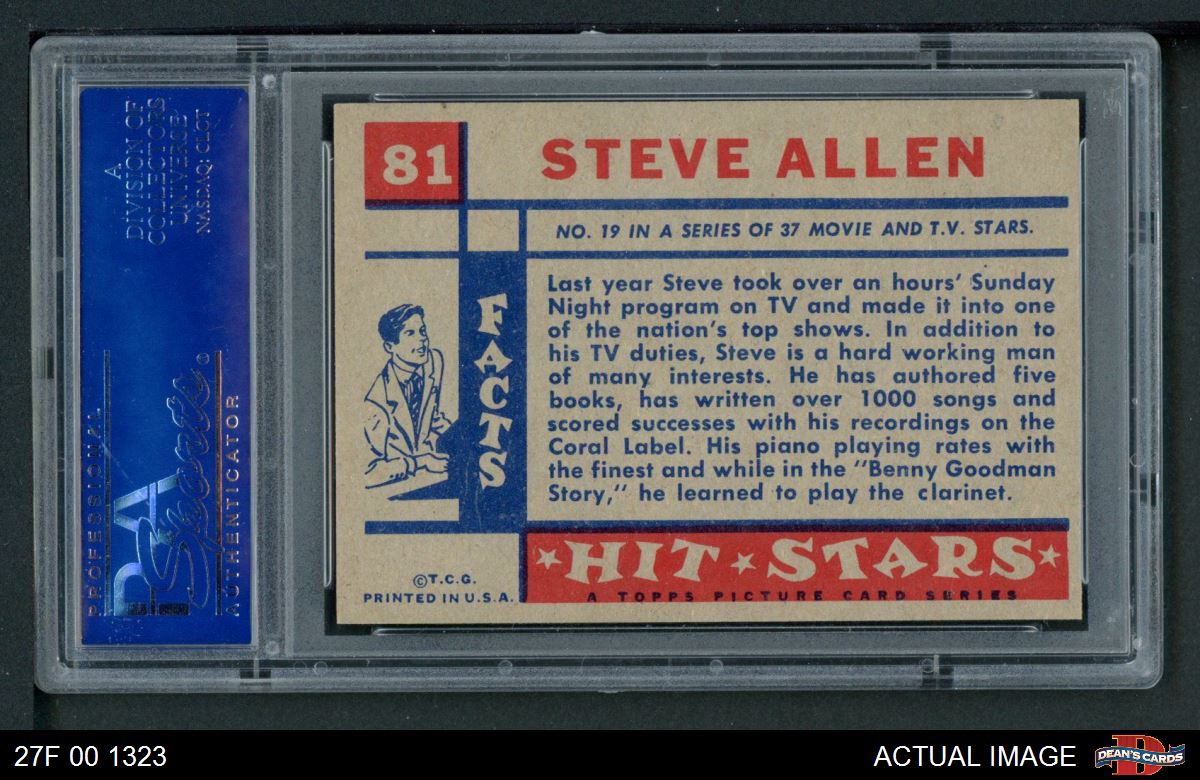 A
DIVISION OF
COLLECTORS
UNIVERSE
NASDAQ: CLCT
PROFESSIONAL
PSA
Sports®
AUTHENTICATOR
81
STEVE ALLEN
NO. 19 IN A SERIES OF 37 MOVIE AND T.V. STARS.
FACTS
Last year Steve took over an hours' Sunday
Night program on TV and made it into one
of the nation's top shows. In addition to
his TV duties, Steve is a hard working man
of many interests. He has authored five
books, has written over 1000 songs and
scored successes with his recordings on the
Coral Label. His piano playing rates with
the finest and while in the "Benny Goodman
Story," he learned to play the clarinet.
©T.C.G.
PRINTED IN U.S.A.
HIT STARS
A TOPPS PICTURE CARD SERIES
27F 00 1323
ACTUAL IMAGE
D
DEAN'S CARDS